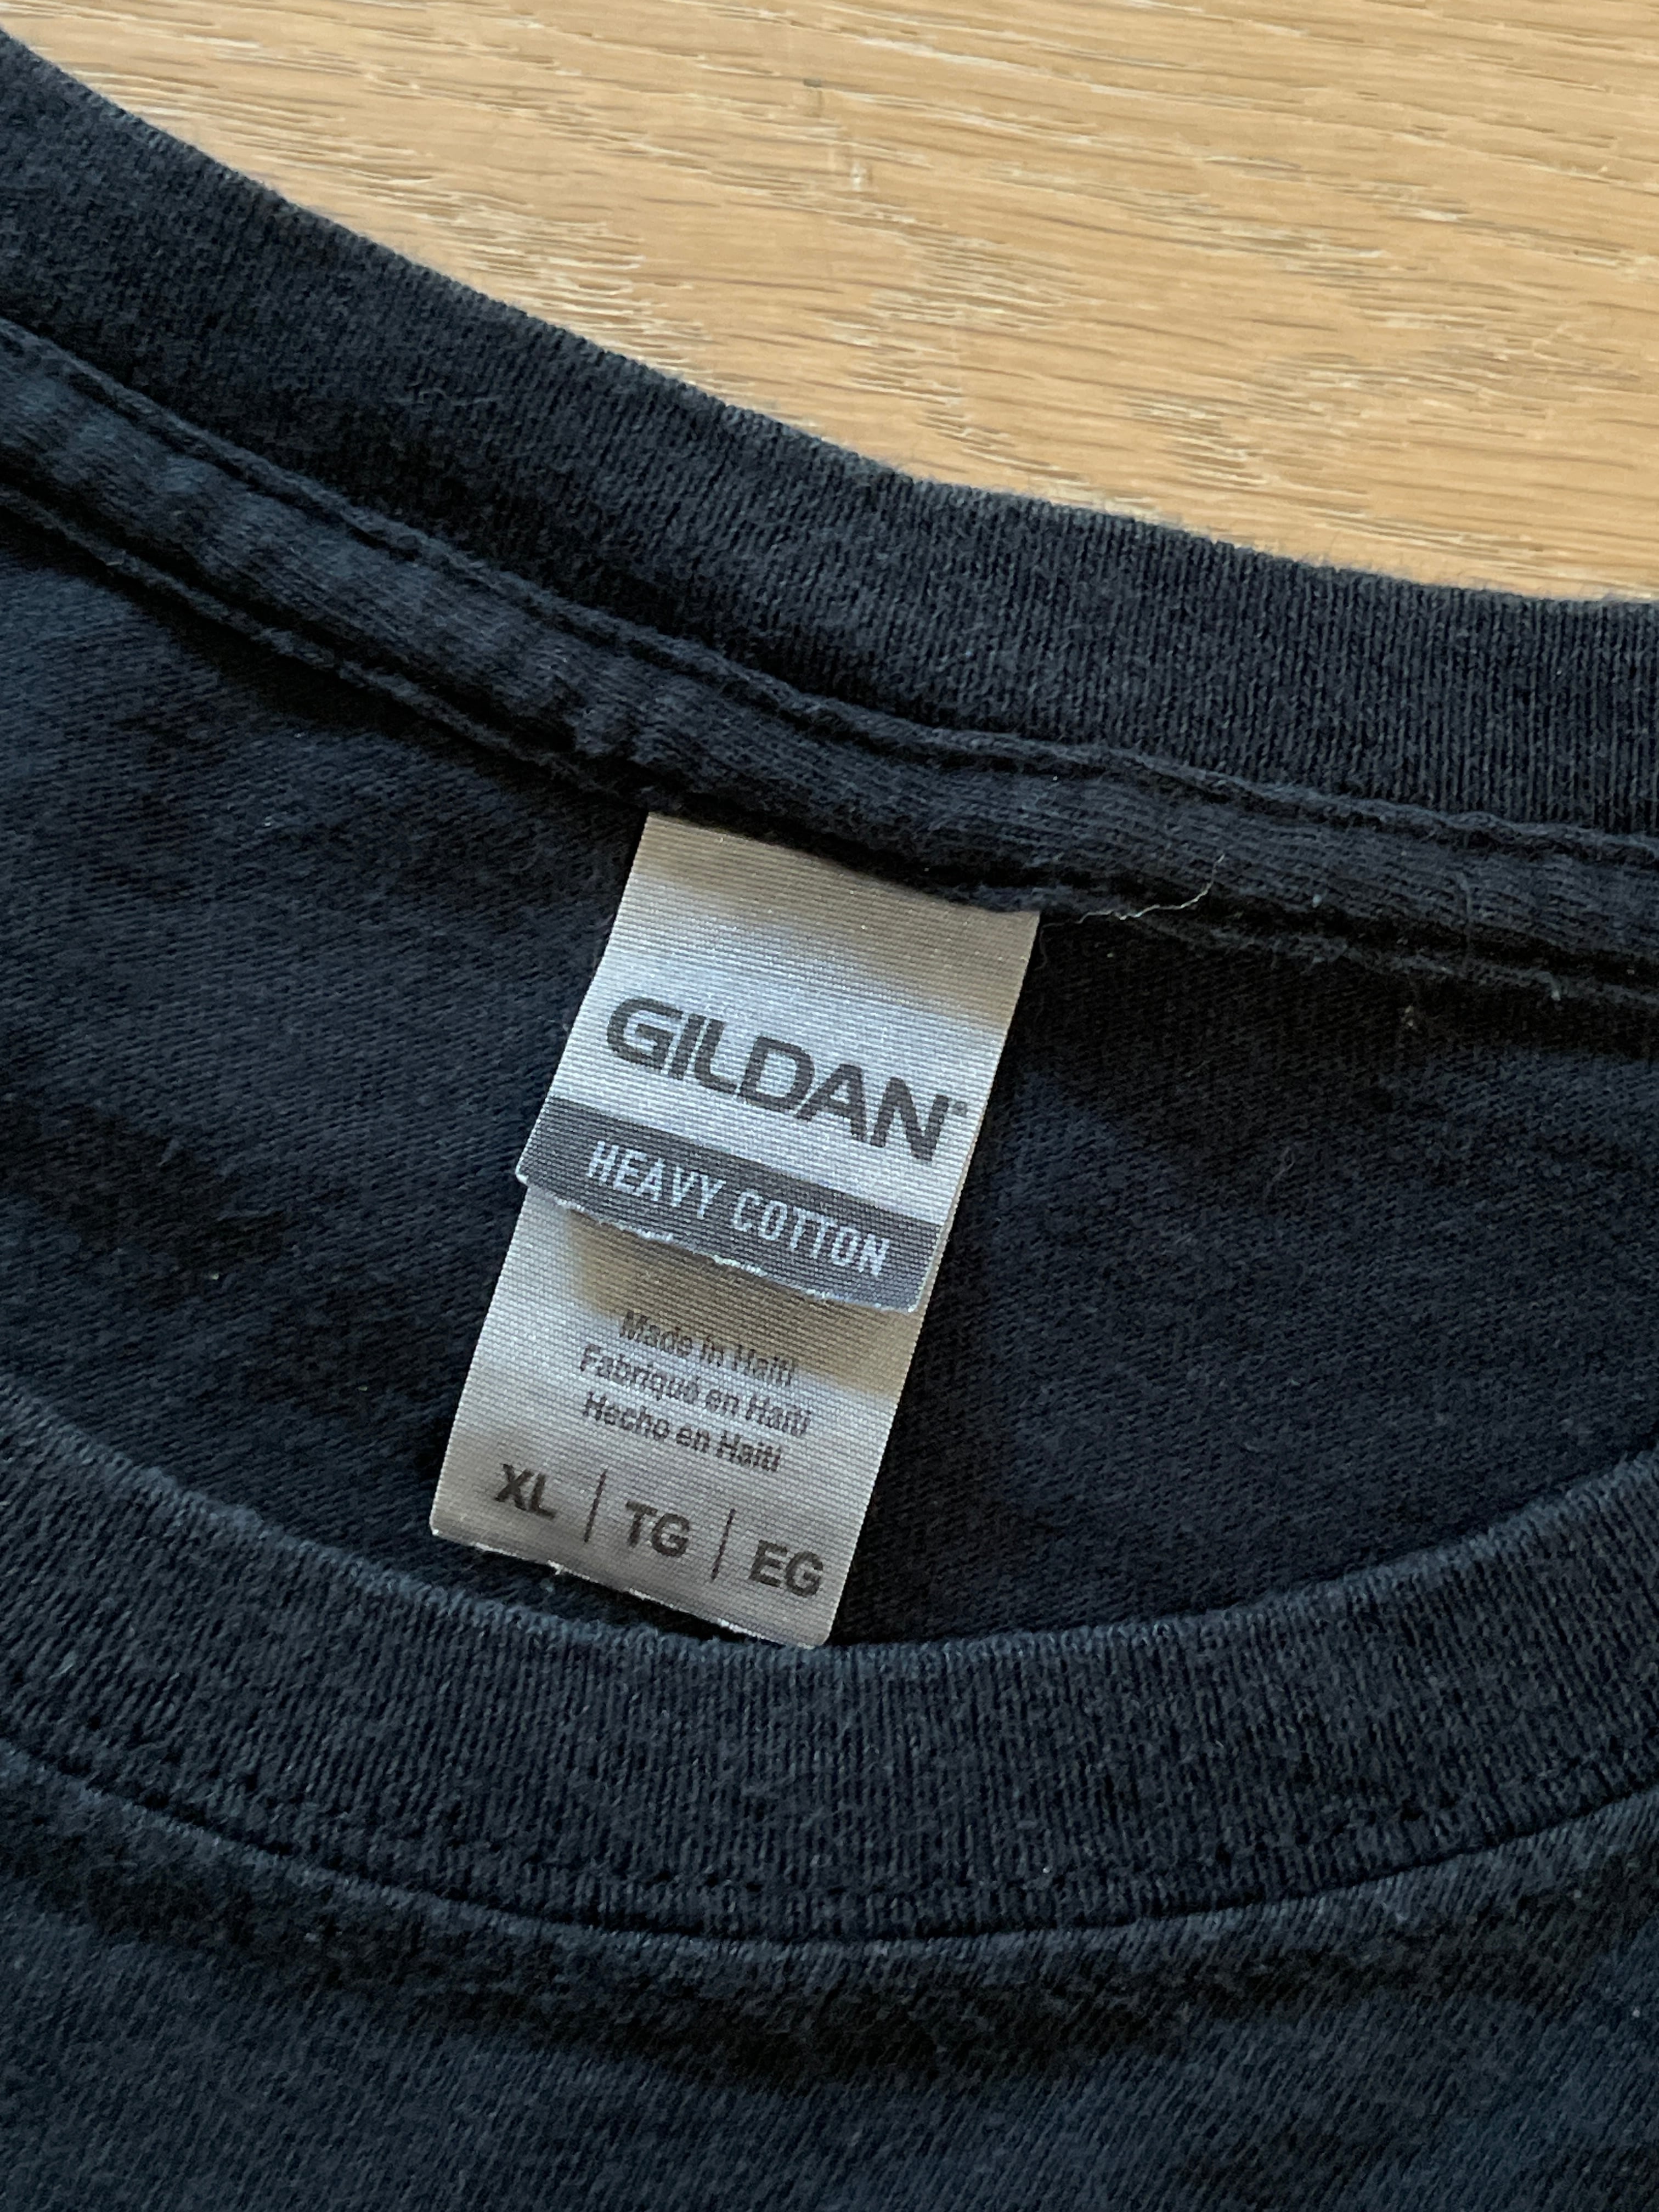 GILDAN
HEAVY COTTON
Made in Haiti
Fabriqué en Haïti
Hecho en Haití
XL | TG | EG